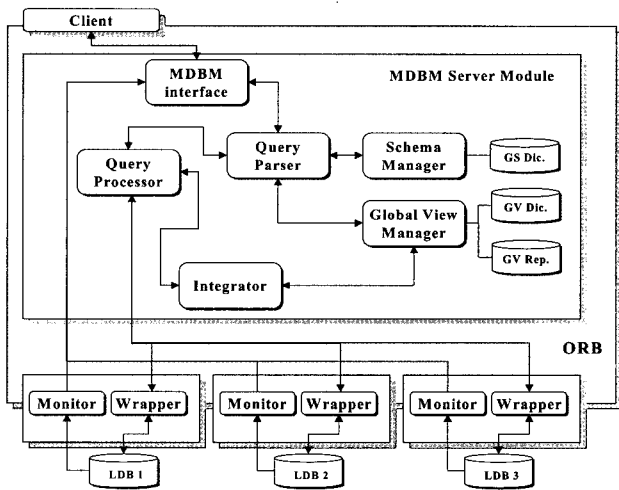 Client
MDBM
interface
MDBM Server Module
Query
Processor
Query
Parser
Schema
Manager
GS Dic.
Global View
Manager
GV Dic.
GV Rep.
Integrator
ORB
Monitor
Wrapper
Monitor
Wrapper
Monitor
Wrapper
LDB 1
LDB 2
LDB 3